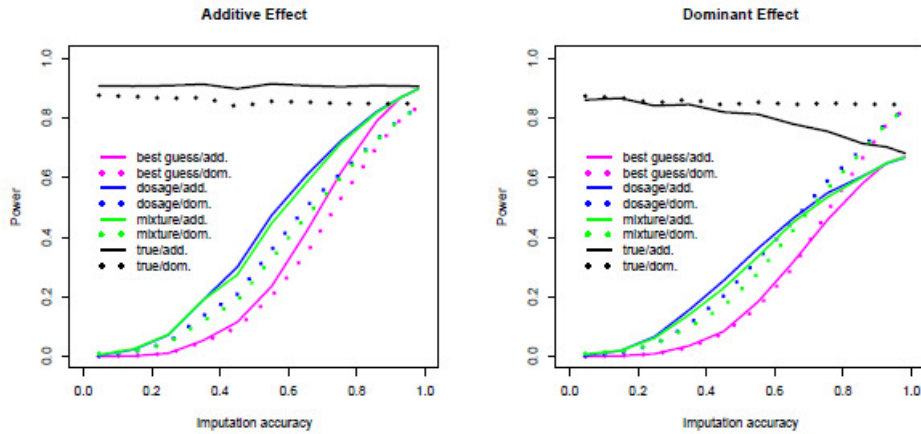 Additive Effect
Power
1.0
0.8
0.6
0.4
0.2
0.0
best guess/add.
best guess/dom.
dosage/add.
dosage/dom.
mixture/add.
mixture/dom.
true/add.
true/dom.
0.0 0.2 0.4 0.6 0.8 1.0
Imputation accuracy
Dominant Effect
Power
1.0
0.8
0.6
0.4
0.2
0.0
best guess/add.
best guess/dom.
dosage/add.
dosage/dom.
mixture/add.
mixture/dom.
true/add.
true/dom.
0.0 0.2 0.4 0.6 0.8 1.0
Imputation accuracy